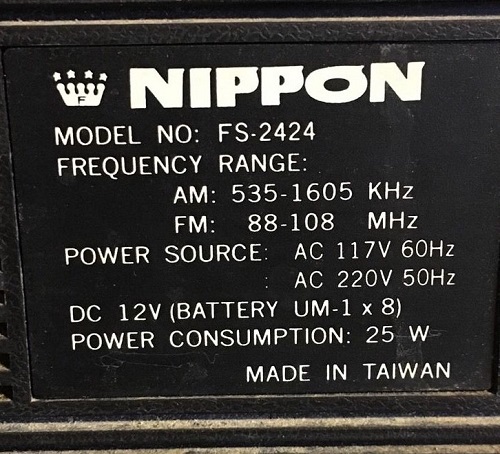 F NIPPON
MODEL NO: FS-2424
FREQUENCY RANGE:
AM: 535-1605 KHz
FM: 88-108 MHz
POWER SOURCE: AC 117V 60Hz
: AC 220V 50Hz
DC 12V (BATTERY UM-1 x 8)
POWER CONSUMPTION: 25 W
MADE IN TAIWAN